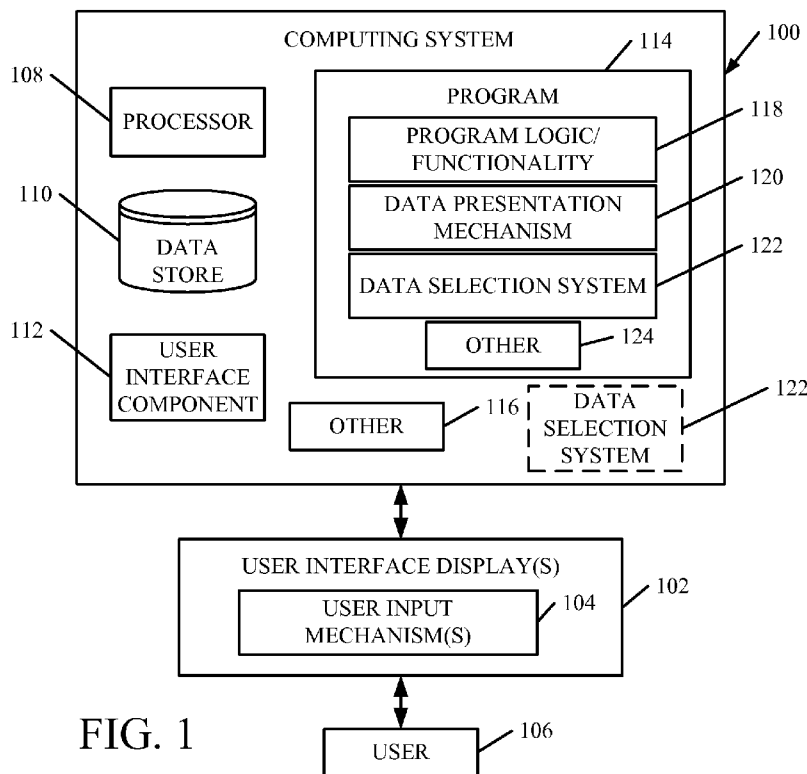 COMPUTING SYSTEM
100
114
108
PROCESSOR
PROGRAM
PROGRAM LOGIC/
FUNCTIONALITY
118
110
DATA
STORE
DATA PRESENTATION
MECHANISM
120
DATA SELECTION SYSTEM
122
112
USER
INTERFACE
COMPONENT
OTHER
124
OTHER
116
DATA
SELECTION
SYSTEM
122
USER INTERFACE DISPLAY(S)
102
USER INPUT
MECHANISM(S)
104
FIG. 1
USER
106